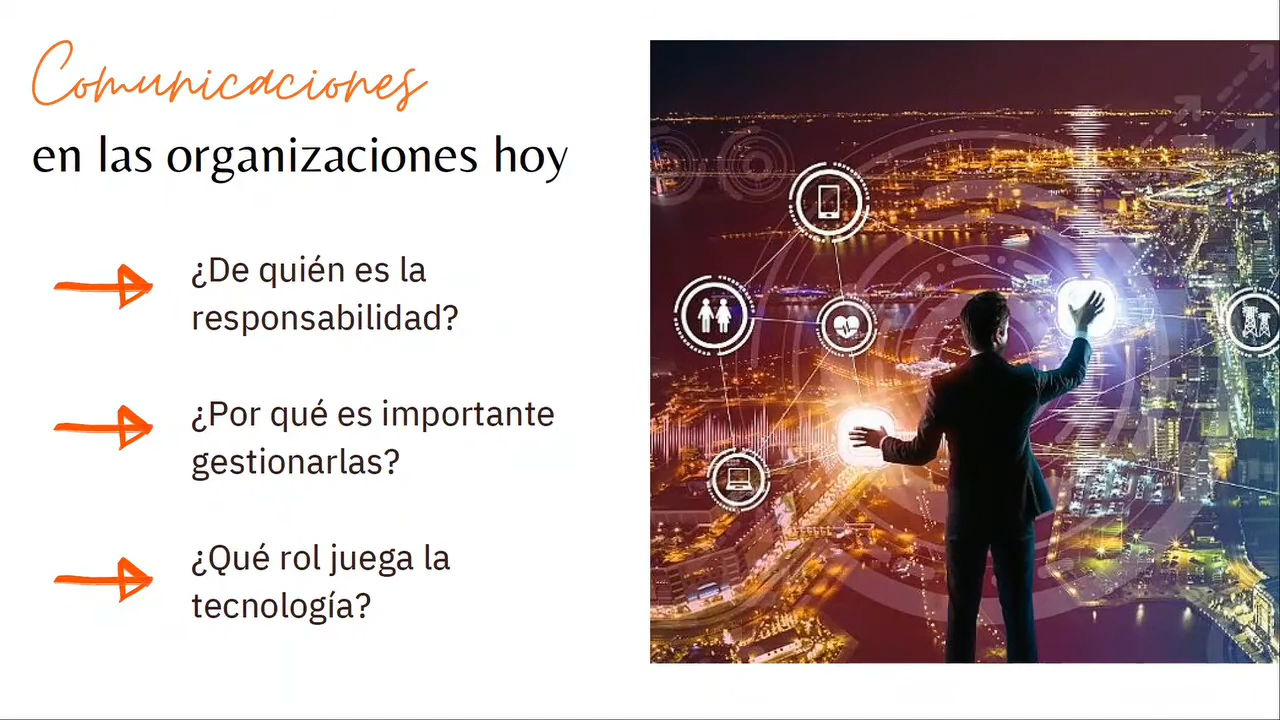 Comunicaciones
en las organizaciones hoy
¿De quién es la
responsabilidad?
¿Por qué es importante
gestionarlas?
¿Qué rol juega la
tecnología?